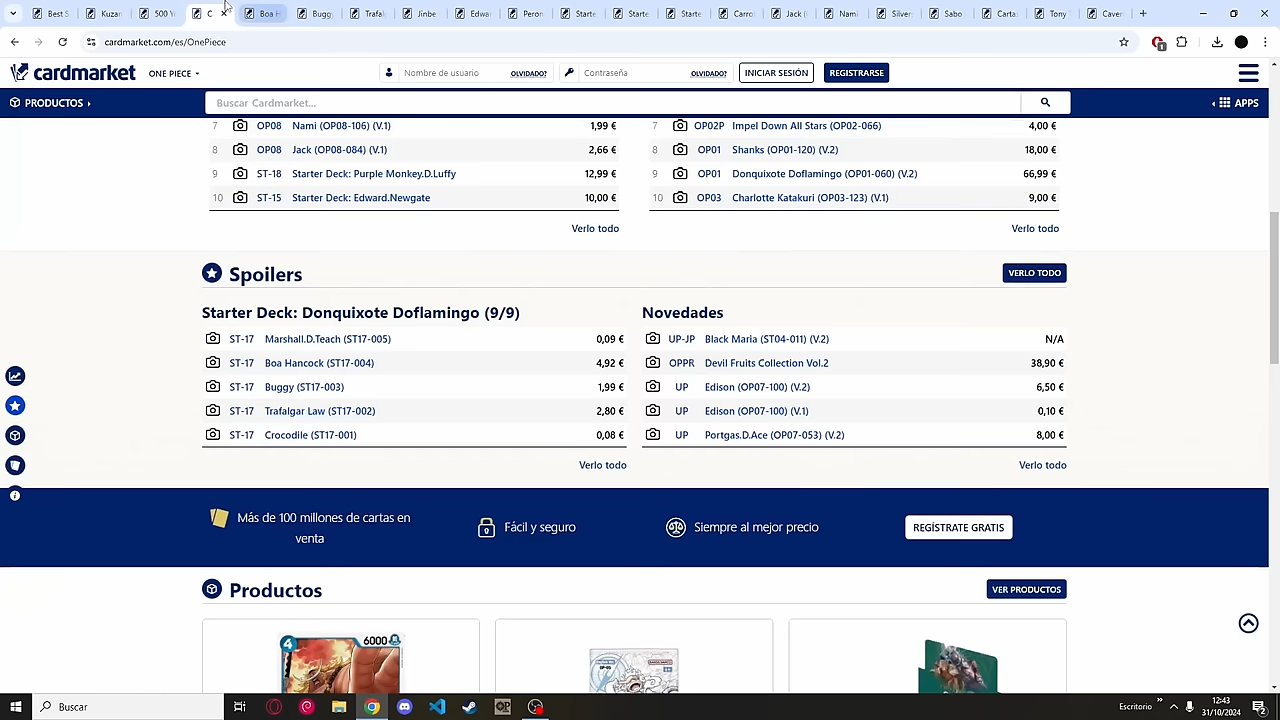 Best S
Kuzan
500 Y
C
Boa H
Bugg
Trafal
Jinbe
Edwa
Peron
Starte
Starte
Starte
Carro
Jack (
Nami
Silver
Sabo
Carta
Tony
Caver
cardmarket.com/es/OnePiece
cardmarket
ONE PIECE
Nombre de usuario
OLVIDADO?
Contraseña
OLVIDADO?
INICIAR SESIÓN
REGISTRARSE
PRODUCTOS
Buscar Cardmarket...
APPS
7 OP08 Nami (OP08-106) (V.1) 1,99 €
8 OP08 Jack (OP08-084) (V.1) 2,66 €
9 ST-18 Starter Deck: Purple Monkey.D.Luffy 12,99 €
10 ST-15 Starter Deck: Edward.Newgate 10,00 €
Verlo todo
7 OP02P Impel Down All Stars (OP02-066) 4,00 €
8 OP01 Shanks (OP01-120) (V.2) 18,00 €
9 OP01 Donquixote Doflamingo (OP01-060) (V.2) 66,99 €
10 OP03 Charlotte Katakuri (OP03-123) (V.1) 9,00 €
Verlo todo
Spoilers
VERLO TODO
Starter Deck: Donquixote Doflamingo (9/9)
ST-17 Marshall.D.Teach (ST17-005) 0,09 €
ST-17 Boa Hancock (ST17-004) 4,92 €
ST-17 Buggy (ST17-003) 1,99 €
ST-17 Trafalgar Law (ST17-002) 2,80 €
ST-17 Crocodile (ST17-001) 0,08 €
Verlo todo
Novedades
UP-JP Black Maria (ST04-011) (V.2) N/A
OPPR Devil Fruits Collection Vol.2 38,90 €
UP Edison (OP07-100) (V.2) 6,50 €
UP Edison (OP07-100) (V.1) 0,10 €
UP Portgas.D.Ace (OP07-053) (V.2) 8,00 €
Verlo todo
Más de 100 millones de cartas en
venta
Fácil y seguro
Siempre al mejor precio
REGÍSTRATE GRATIS
Productos
VER PRODUCTOS
4
6000
Buscar
OP
Escritorio
12:43
31/10/2024
2